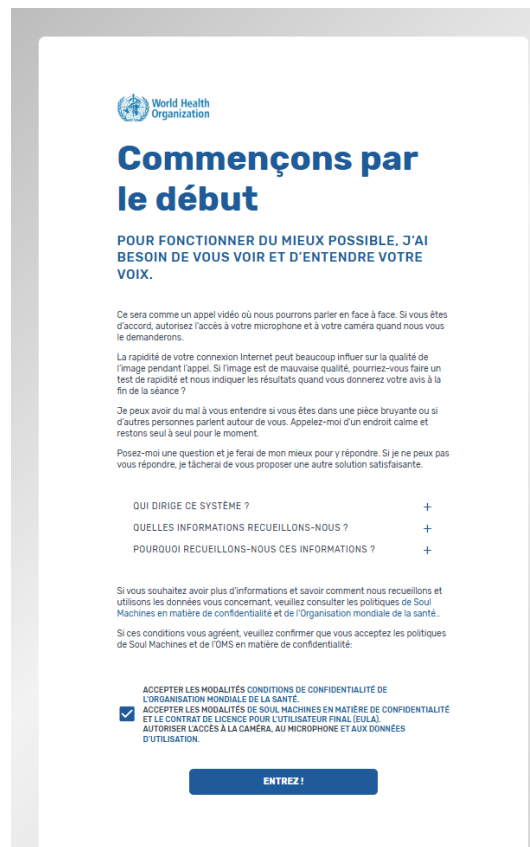 World Health
Organization
Commençons par
le début
POUR FONCTIONNER DU MIEUX POSSIBLE, J'AI
BESOIN DE VOUS VOIR ET D'ENTENDRE VOTRE
VOIX.
Ce sera comme un appel vidéo où nous pourrons parler en face à face. Si vous êtes
d'accord, autorisez l'accès à votre microphone et à votre caméra quand nous vous
le demanderons.
La rapidité de votre connexion Internet peut beaucoup influer sur la qualité de
l'image pendant l'appel. Si l'image est de mauvaise qualité, pourriez-vous faire un
test de rapidité et nous indiquer les résultats quand vous donnerez votre avis à la
fin de la séance ?
Je peux avoir du mal à vous entendre si vous êtes dans une pièce bruyante ou si
d'autres personnes parlent autour de vous. Appelez-moi d'un endroit calme et
restons seul à seul pour le moment.
Posez-moi une question et je ferai de mon mieux pour y répondre. Si je ne peux pas
vous répondre, je tâcherai de vous proposer une autre solution satisfaisante.
QUI DIRIGE CE SYSTÈME ? +
QUELLES INFORMATIONS RECUEILLONS-NOUS ? +
POURQUOI RECUEILLONS-NOUS CES INFORMATIONS ? +
Si vous souhaitez avoir plus d'informations et savoir comment nous recueillons et
utilisons les données vous concernant, veuillez consulter les politiques de Soul
Machines en matière de confidentialité et de l'Organisation mondiale de la santé..
Si ces conditions vous agréent, veuillez confirmer que vous acceptez les politiques
de Soul Machines et de l'OMS en matière de confidentialité:
ACCEPTER LES MODALITÉS CONDITIONS DE CONFIDENTIALITÉ DE
L'ORGANISATION MONDIALE DE LA SANTÉ.
ACCEPTER LES MODALITÉS DE SOUL MACHINES EN MATIÈRE DE CONFIDENTIALITÉ
ET LE CONTRAT DE LICENCE POUR L'UTILISATEUR FINAL (EULA).
AUTORISER L'ACCÈS À LA CAMÉRA, AU MICROPHONE ET AUX DONNÉES
D'UTILISATION.
ENTREZ !